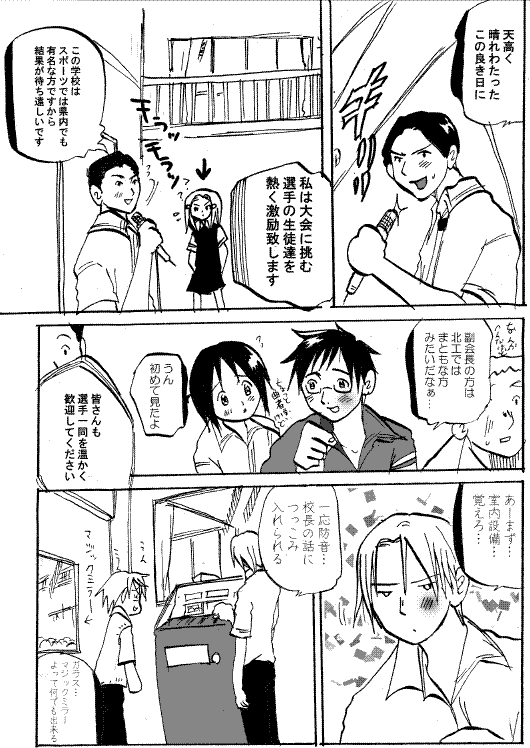 天高く
晴れわたった
この良き日に
キラッ
この学校は
スポーツでは県内でも
有名な方ですから
結果が待ち遠しいです
チラン
私は大会に挑む
選手の生徒達を
熱く激励致します
副会長の方は
北工では
まともな方
みたいだなぁ…
うん
初めて見たよ
皆さんも
選手一同を温かく
歓迎してください
あーまず…
室内設備…
覚えろ…
一応防音…
校長の話に
つっこみ
入れられる
うん
マジックミラー
ガラス…
マジックミラー
よって何でも出来る